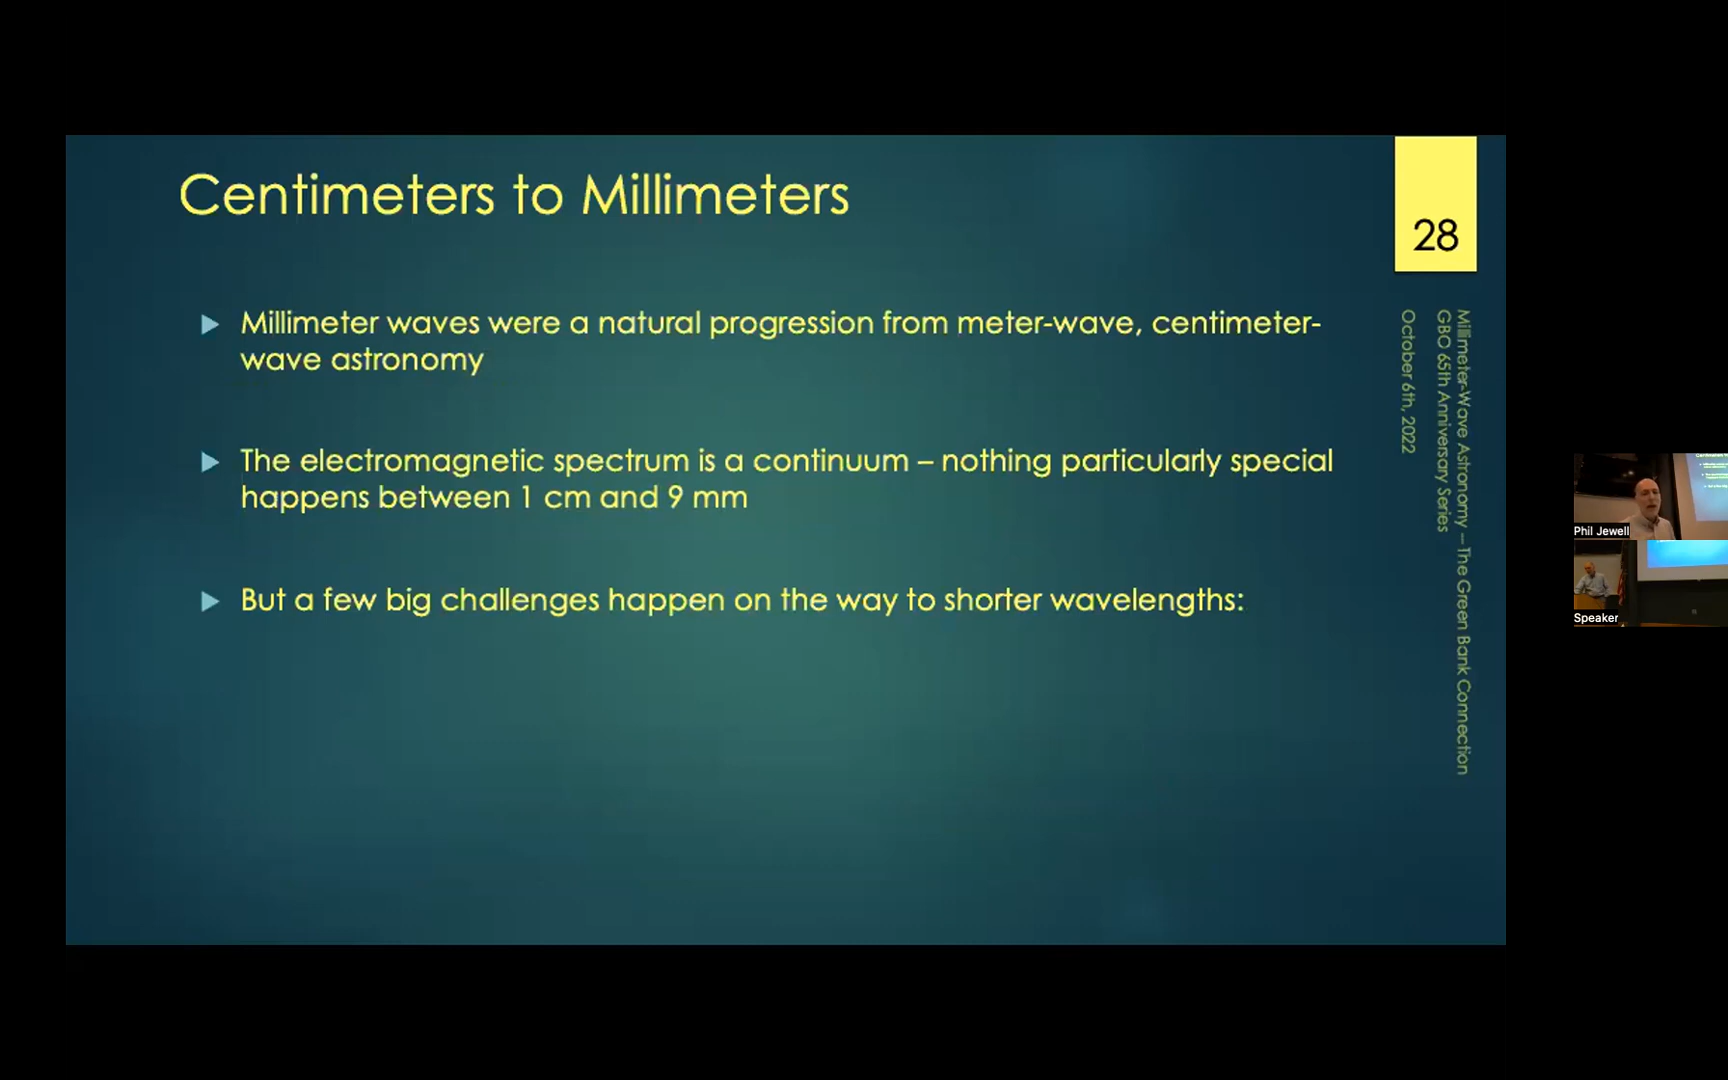 Centimeters to Millimeters
28
Millimeter waves were a natural progression from meter-wave, centimeter-
wave astronomy
The electromagnetic spectrum is a continuum – nothing particularly special
happens between 1 cm and 9 mm
But a few big challenges happen on the way to shorter wavelengths:
Millimeter-Wave Astronomy – The Green Bank Connection
GBO 65th Anniversary Series
October 6th, 2022
Phil Jewell
Speaker